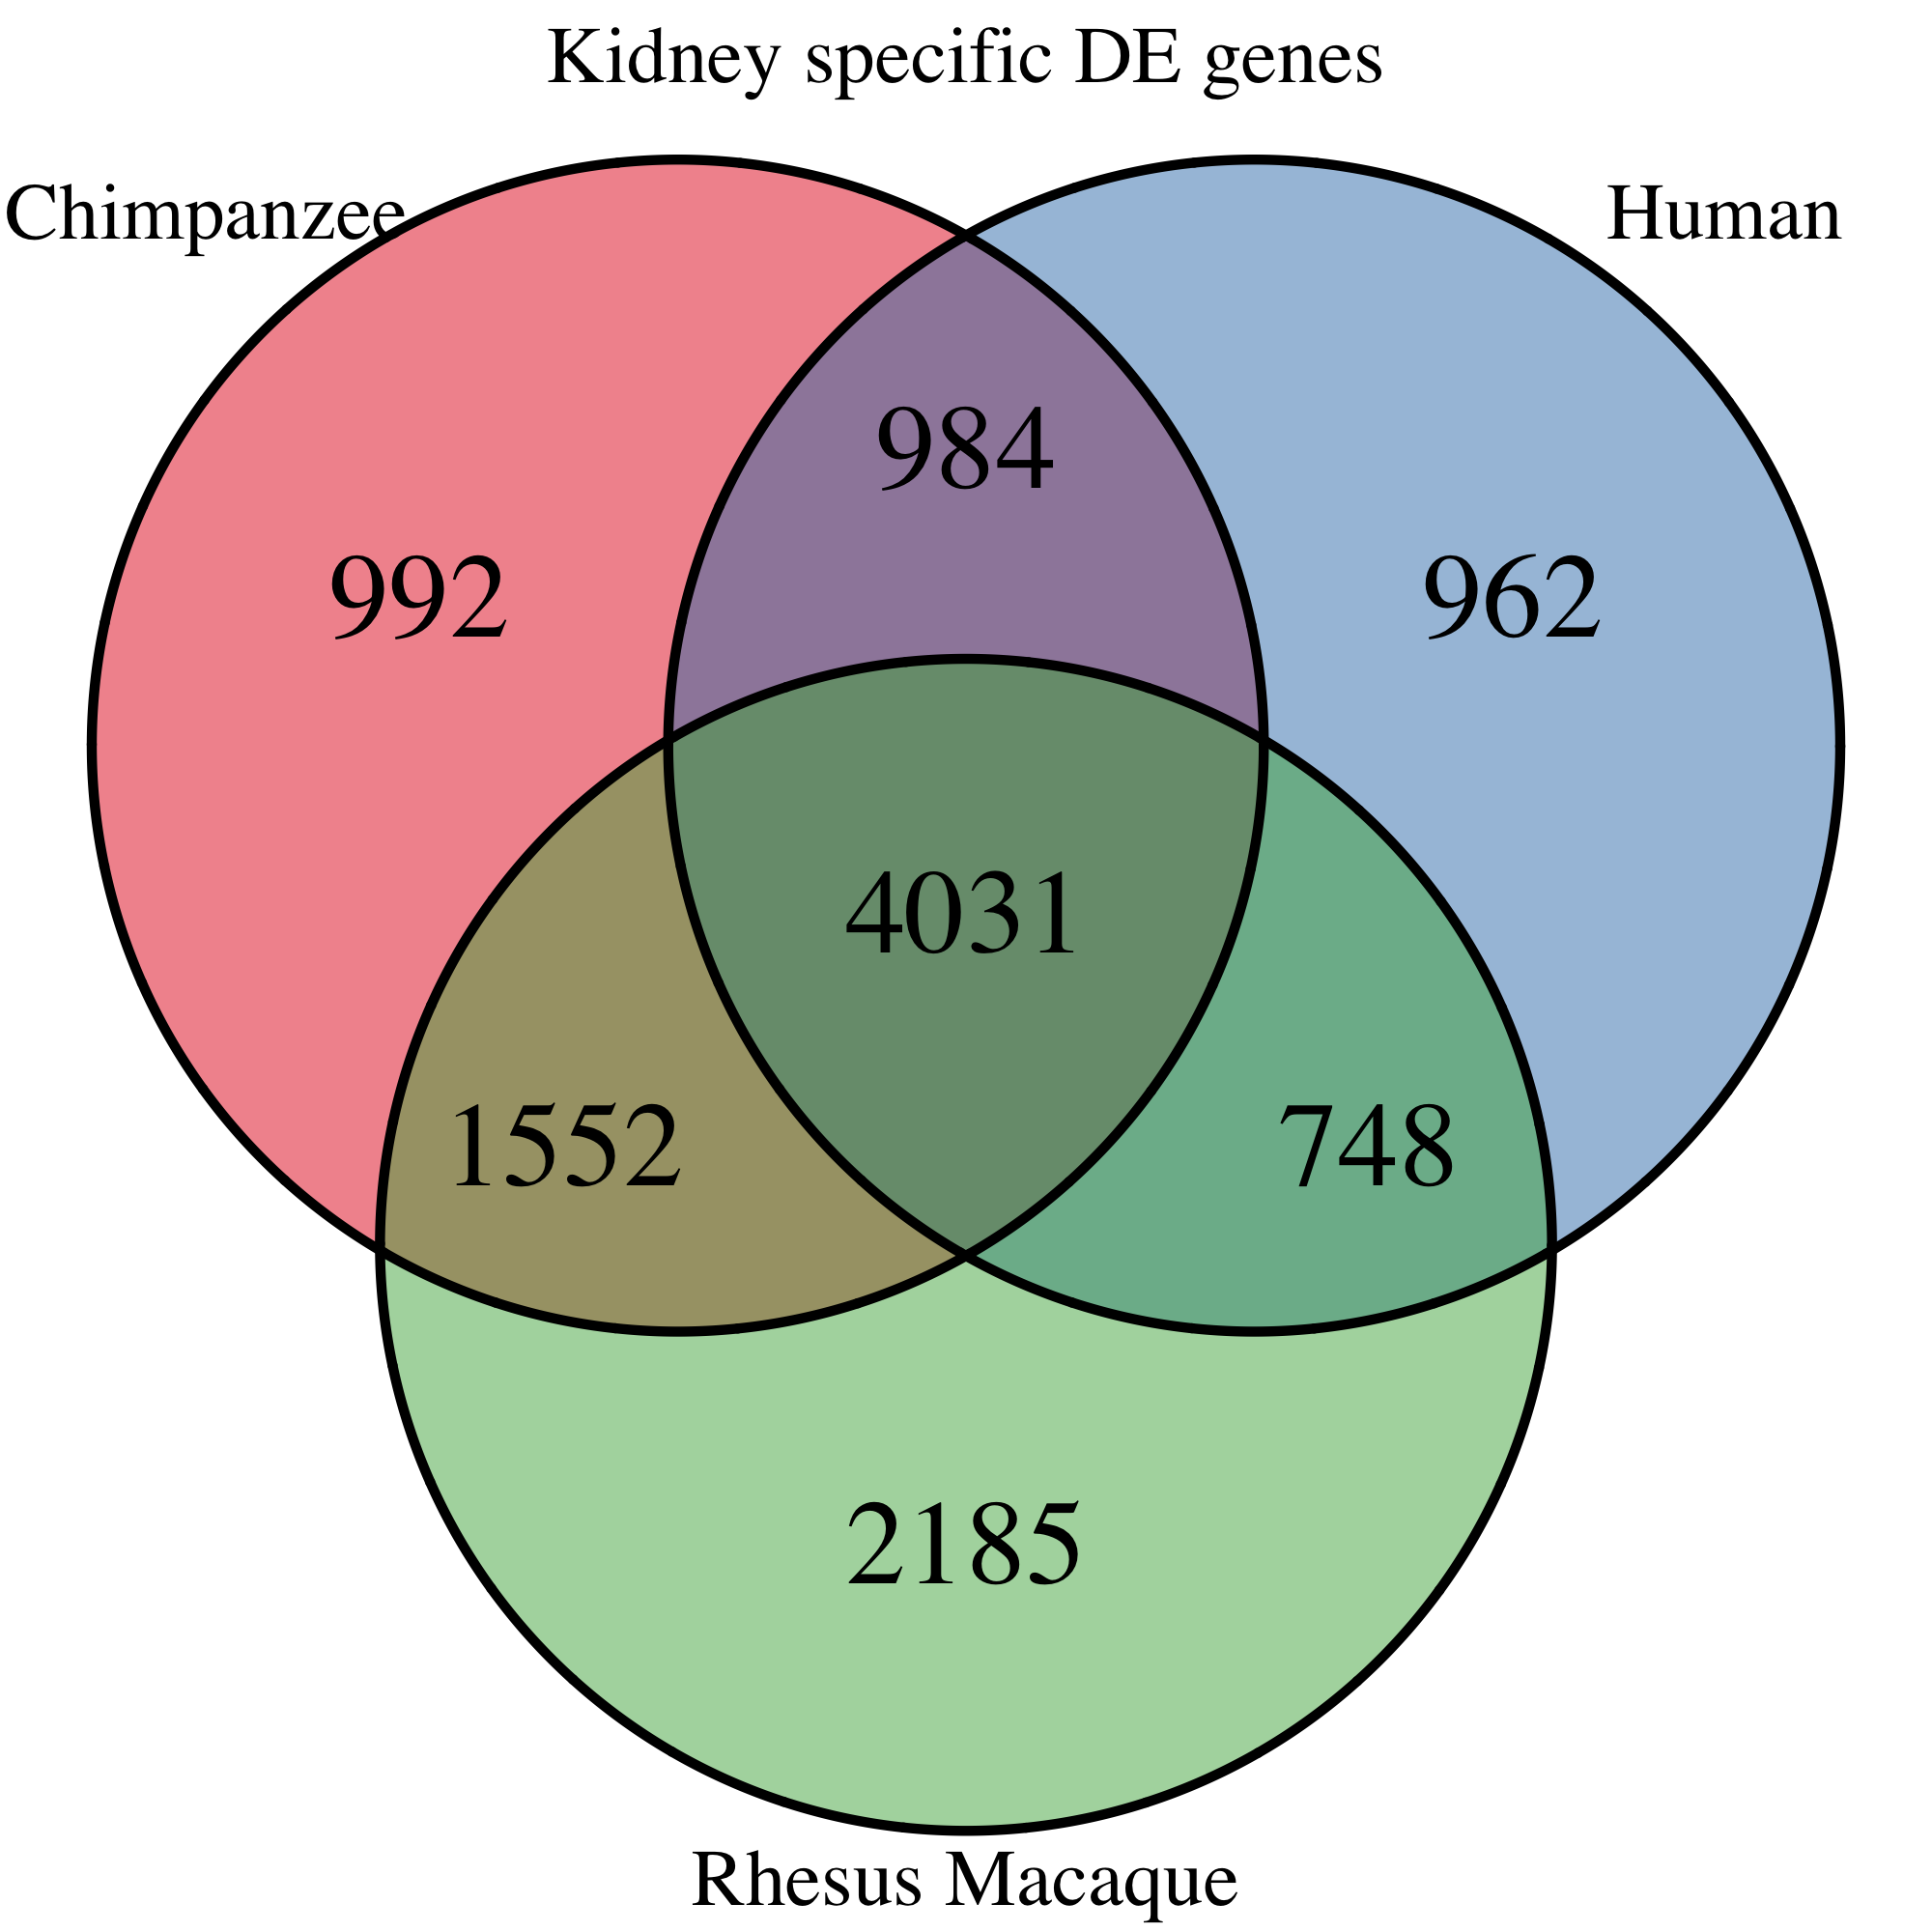 Kidney specific DE genes
Chimpanzee
Human
984
992
962
4031
1552
748
2185
Rhesus Macaque